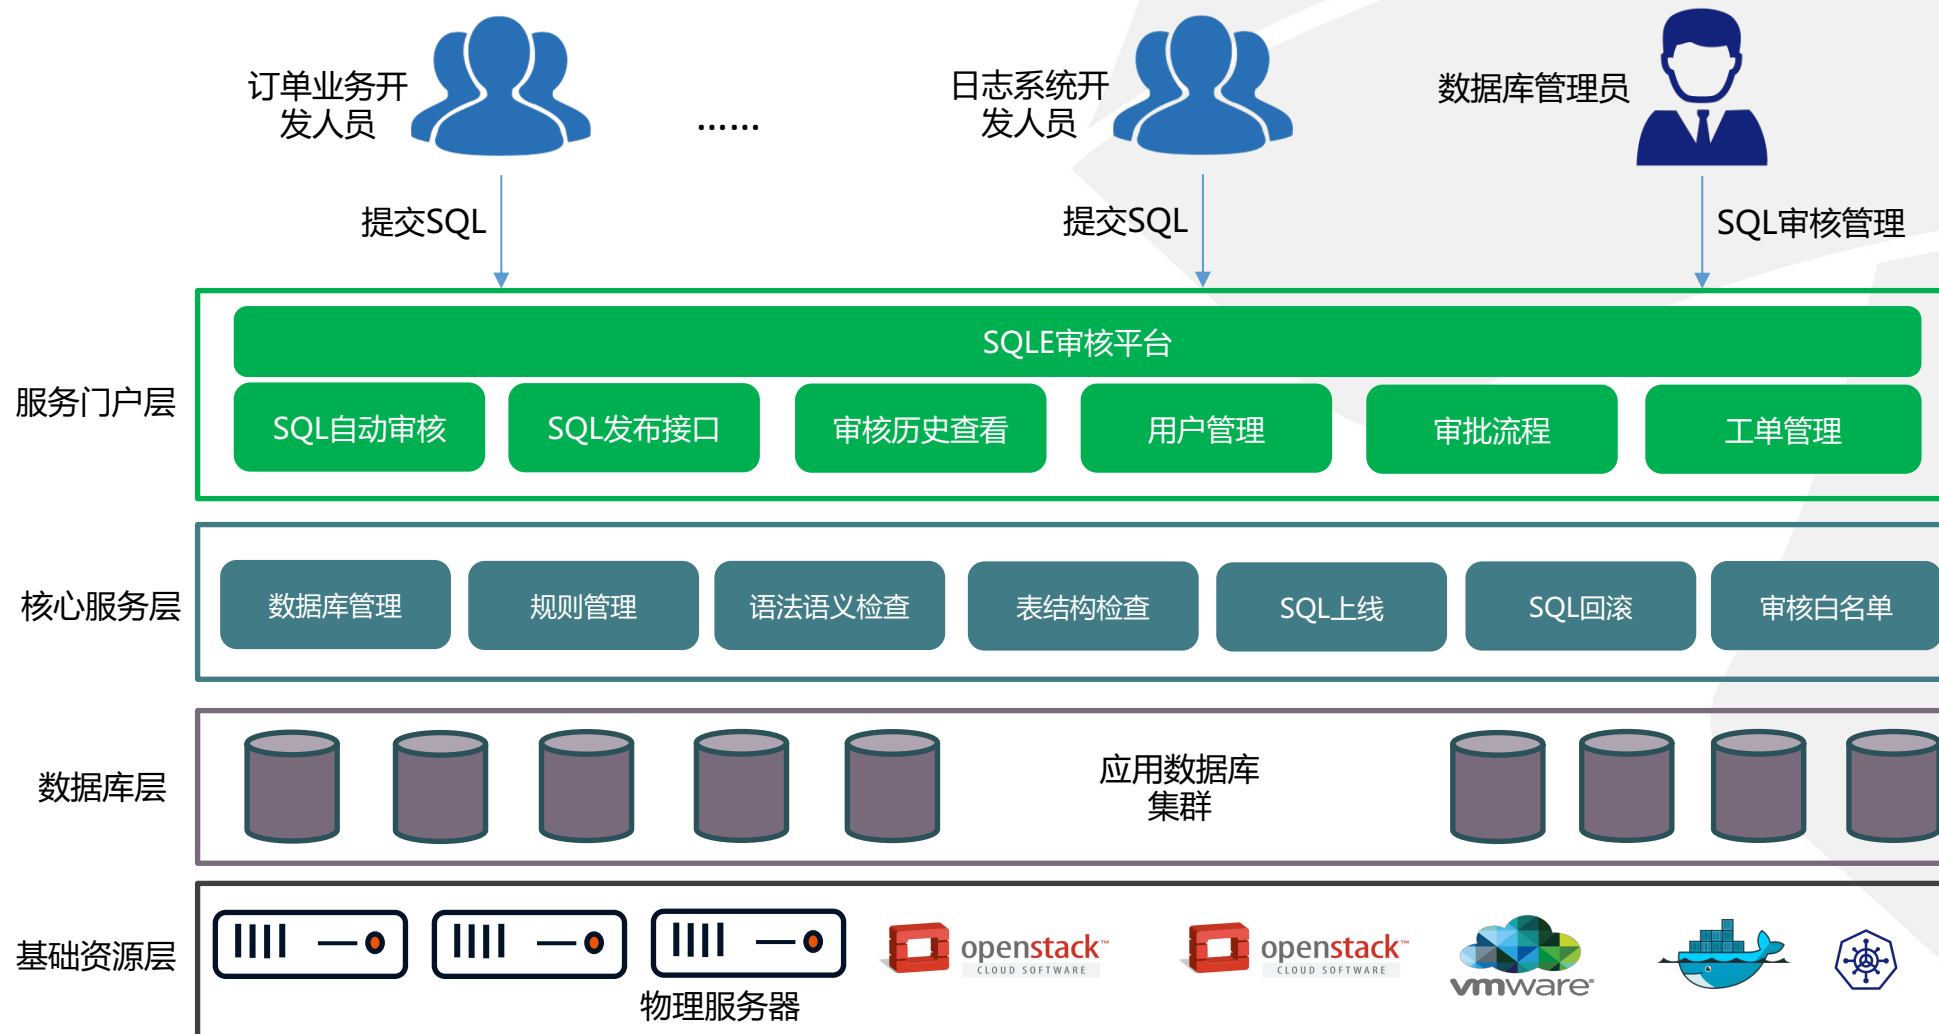 订单业务开
发人员
……
日志系统开
发人员
数据库管理员
提交SQL
提交SQL
SQL审核管理
服务门户层
SQLE审核平台
SQL自动审核
SQL发布接口
审核历史查看
用户管理
审批流程
工单管理
核心服务层
数据库管理
规则管理
语法语义检查
表结构检查
SQL上线
SQL回滚
审核白名单
数据库层
应用数据库
集群
基础资源层
物理服务器
openstack™
CLOUD SOFTWARE
openstack™
CLOUD SOFTWARE
vmware